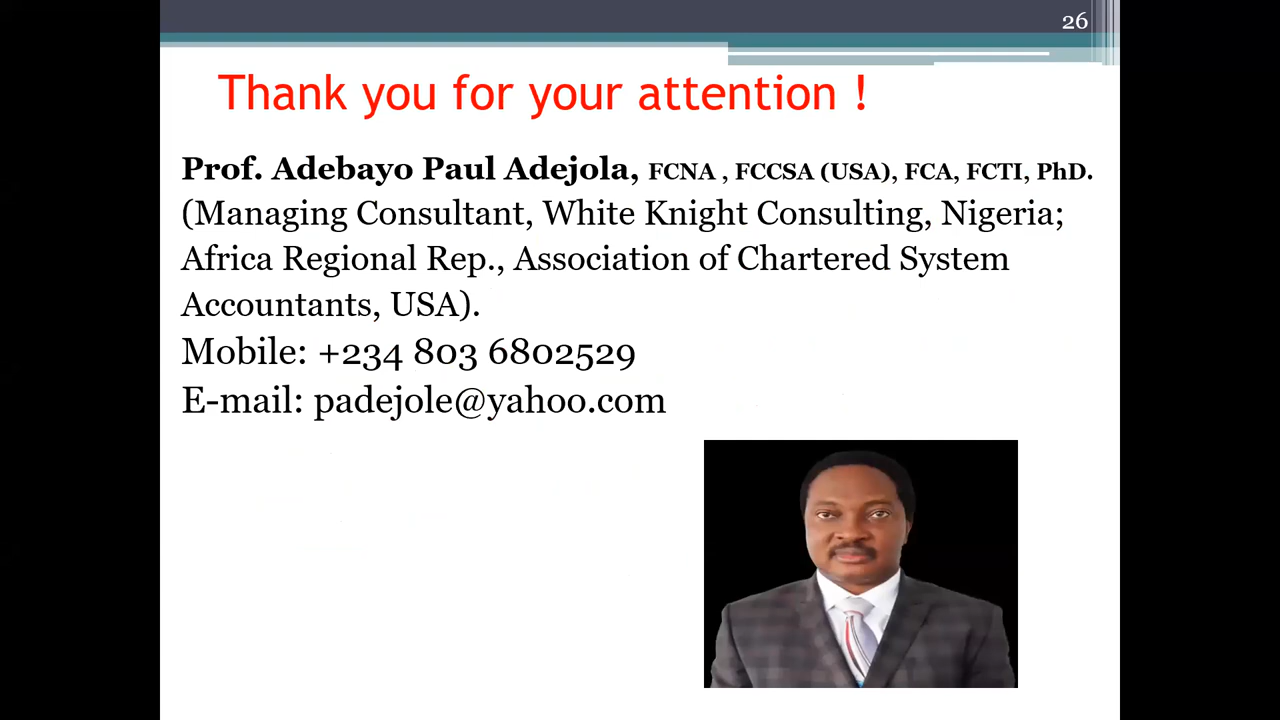 26
Thank you for your attention !
Prof. Adebayo Paul Adejola, FCNA , FCCSA (USA), FCA, FCTI, PhD.
(Managing Consultant, White Knight Consulting, Nigeria;
Africa Regional Rep., Association of Chartered System
Accountants, USA).
Mobile: +234 803 6802529
E-mail: padejole@yahoo.com